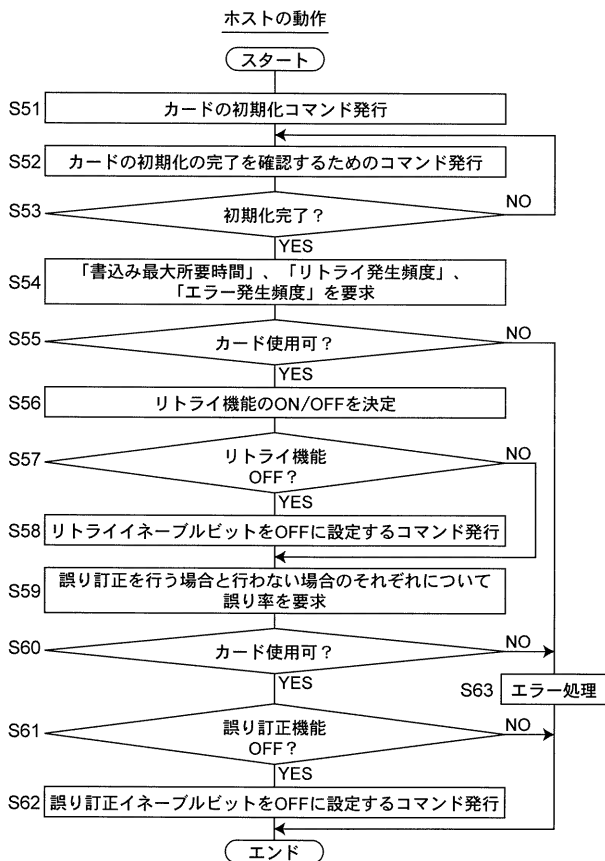 ホストの動作
スタート
S51
カードの初期化コマンド発行
S52
カードの初期化の完了を確認するためのコマンド発行
S53
初期化完了？
NO
YES
S54
「書込み最大所要時間」、「リトライ発生頻度」、
「エラー発生頻度」を要求
S55
カード使用可？
NO
YES
S56
リトライ機能のON/OFFを決定
S57
リトライ機能
OFF？
NO
YES
S58
リトライイネーブルビットをOFFに設定するコマンド発行
S59
誤り訂正を行う場合と行わない場合のそれぞれについて
誤り率を要求
S60
カード使用可？
NO
YES
S63
エラー処理
S61
誤り訂正機能
OFF？
NO
YES
S62
誤り訂正イネーブルビットをOFFに設定するコマンド発行
エンド